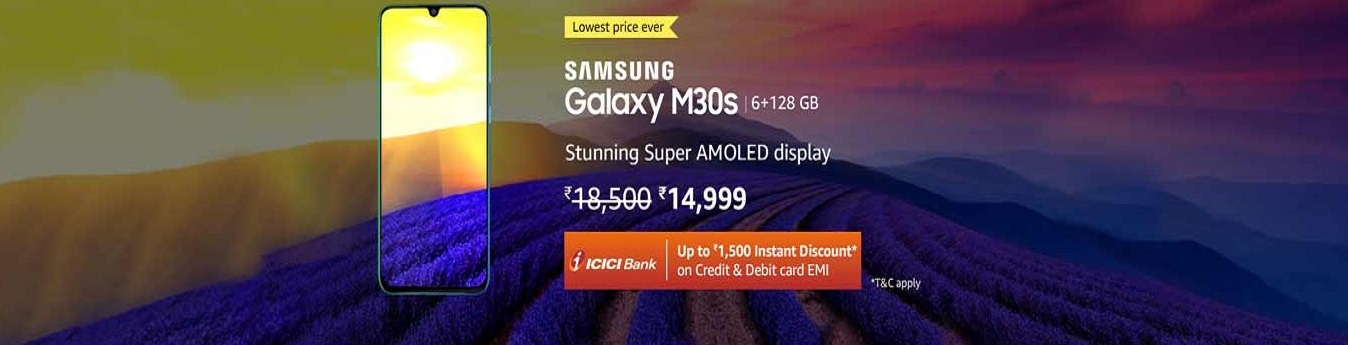 Lowest price ever
SAMSUNG
Galaxy M30s | 6+128 GB
Stunning Super AMOLED display
₹18,500 ₹14,999
ICICI Bank
Up to ₹1,500 Instant Discount*
on Credit & Debit card EMI
*T&C apply